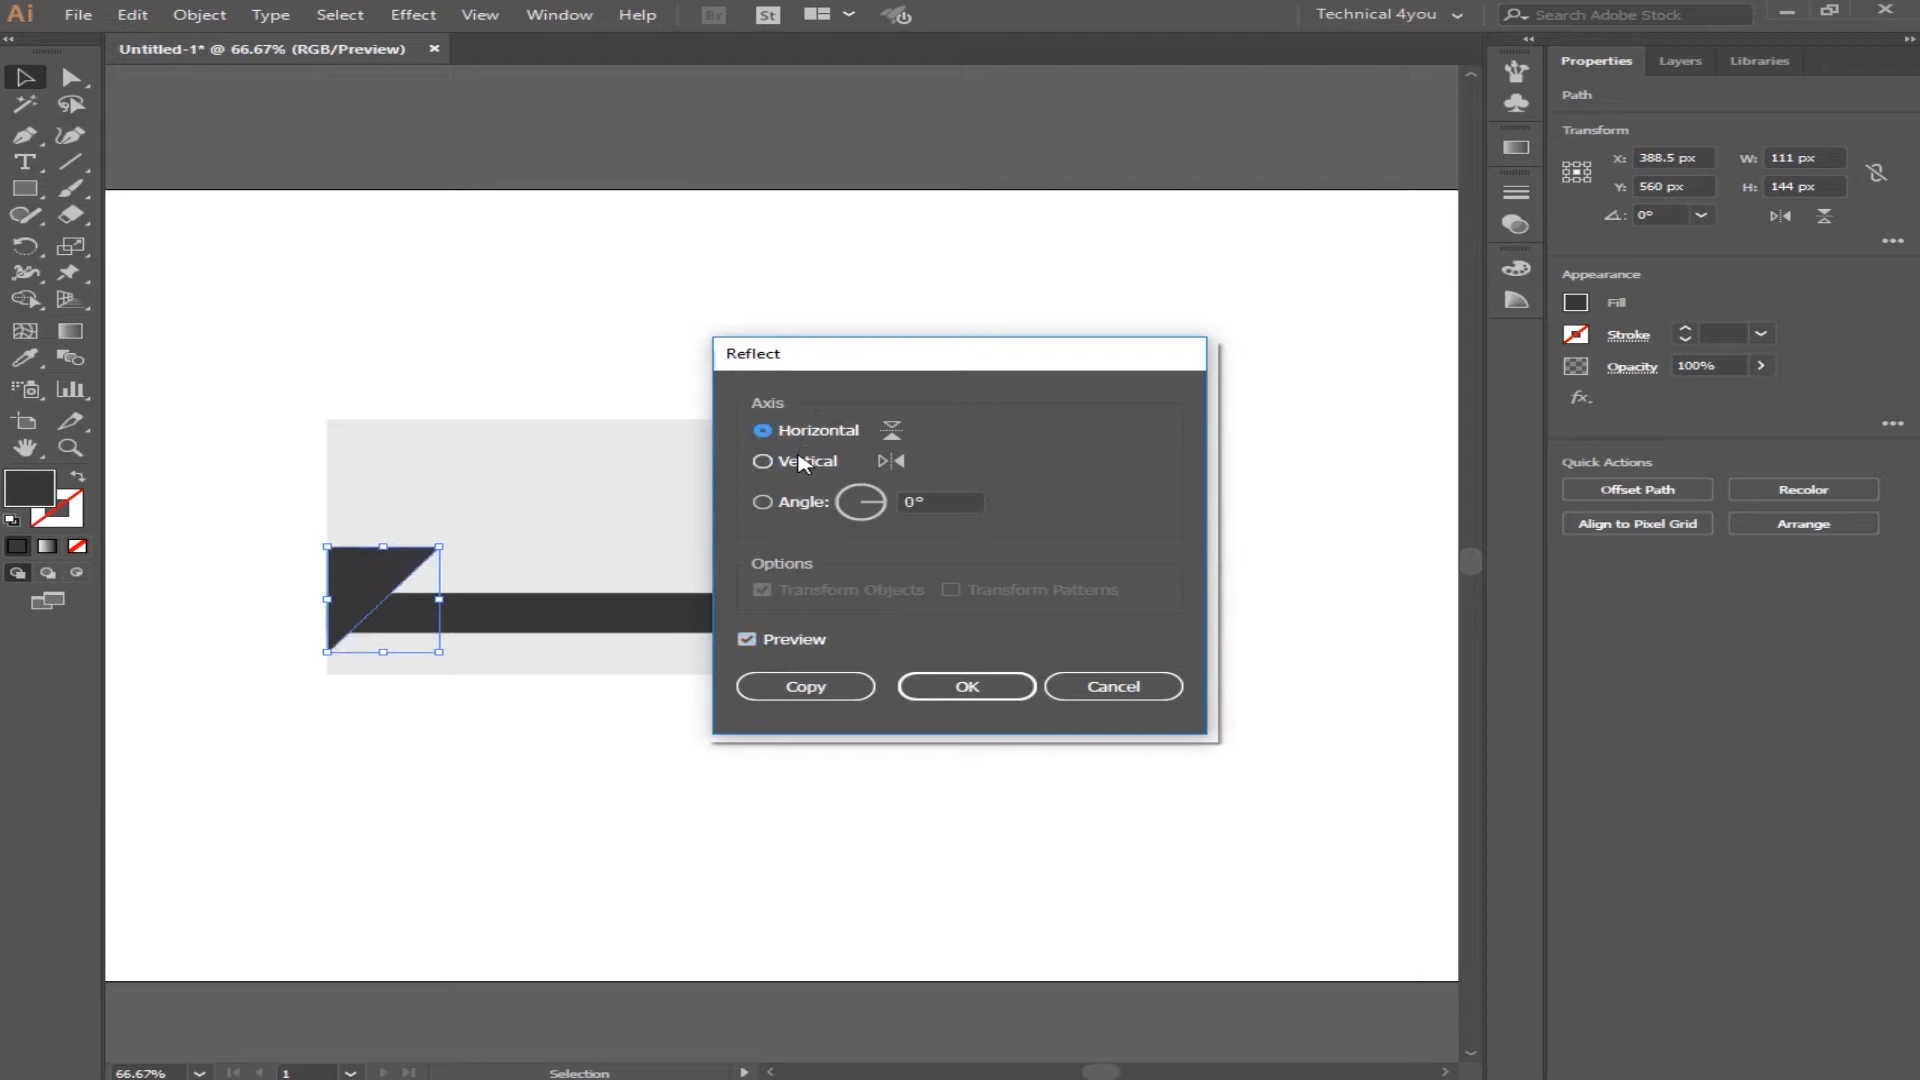 Ai File Edit Object Type Select Effect View Window Help Br St Technical 4you Search Adobe Stock
Untitled-1* @ 66.67% (RGB/Preview)
Properties Layers Libraries
Path
Transform
X: 388.5 px W: 111 px
Y: 560 px H: 144 px
0°
Appearance
Fill
Stroke
Opacity 100%
fx.
Quick Actions
Offset Path Recolor
Align to Pixel Grid Arrange
Reflect
Axis
Horizontal
Vertical
Angle: 0°
Options
Transform Objects Transform Patterns
Preview
Copy OK Cancel
66.67% 1 Selection